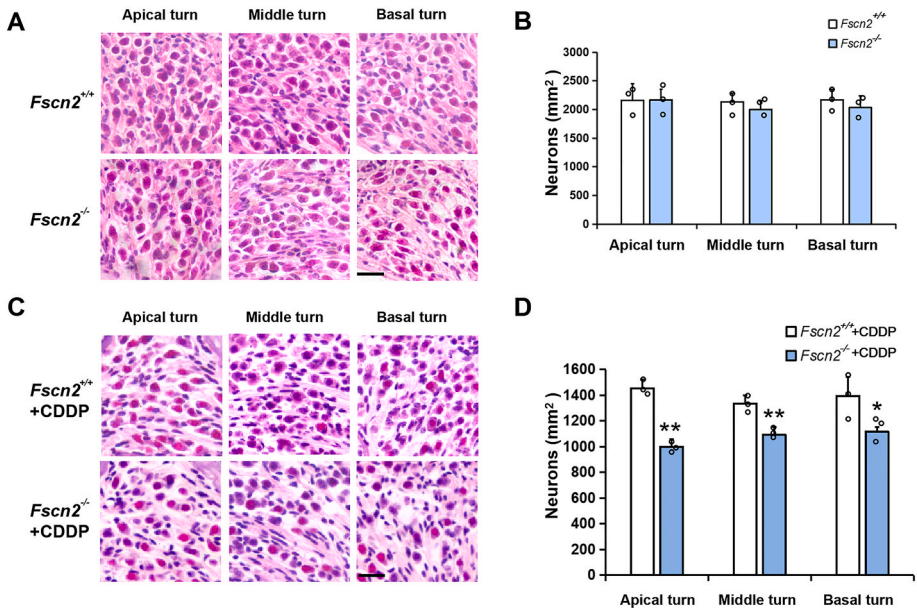 A
Apical turn
Middle turn
Basal turn
Fscn2+/+
Fscn2-/-
B
Fscn2+/+
Fscn2-/-
Neurons (mm2)
3000
2500
2000
1500
1000
500
0
Apical turn
Middle turn
Basal turn
C
Apical turn
Middle turn
Basal turn
Fscn2+/+
+CDDP
Fscn2-/-
+CDDP
D
Fscn2+/++CDDP
Fscn2-/-+CDDP
Neurons (mm2)
1600
1400
1200
1000
800
600
400
200
0
**
**
*
Apical turn
Middle turn
Basal turn